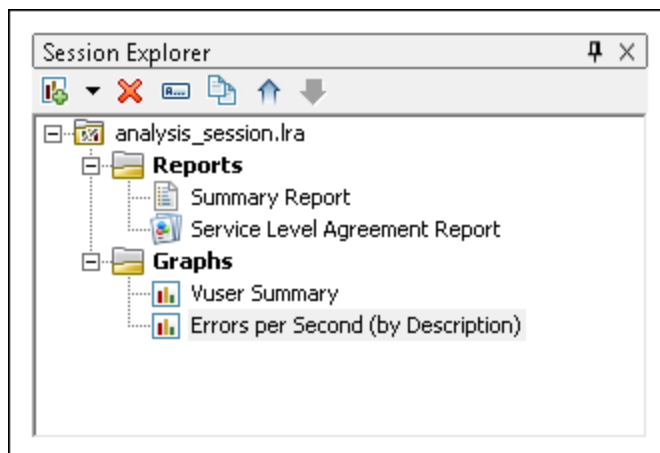 Session Explorer
analysis_session.lra
Reports
Summary Report
Service Level Agreement Report
Graphs
Vuser Summary
Errors per Second (by Description)